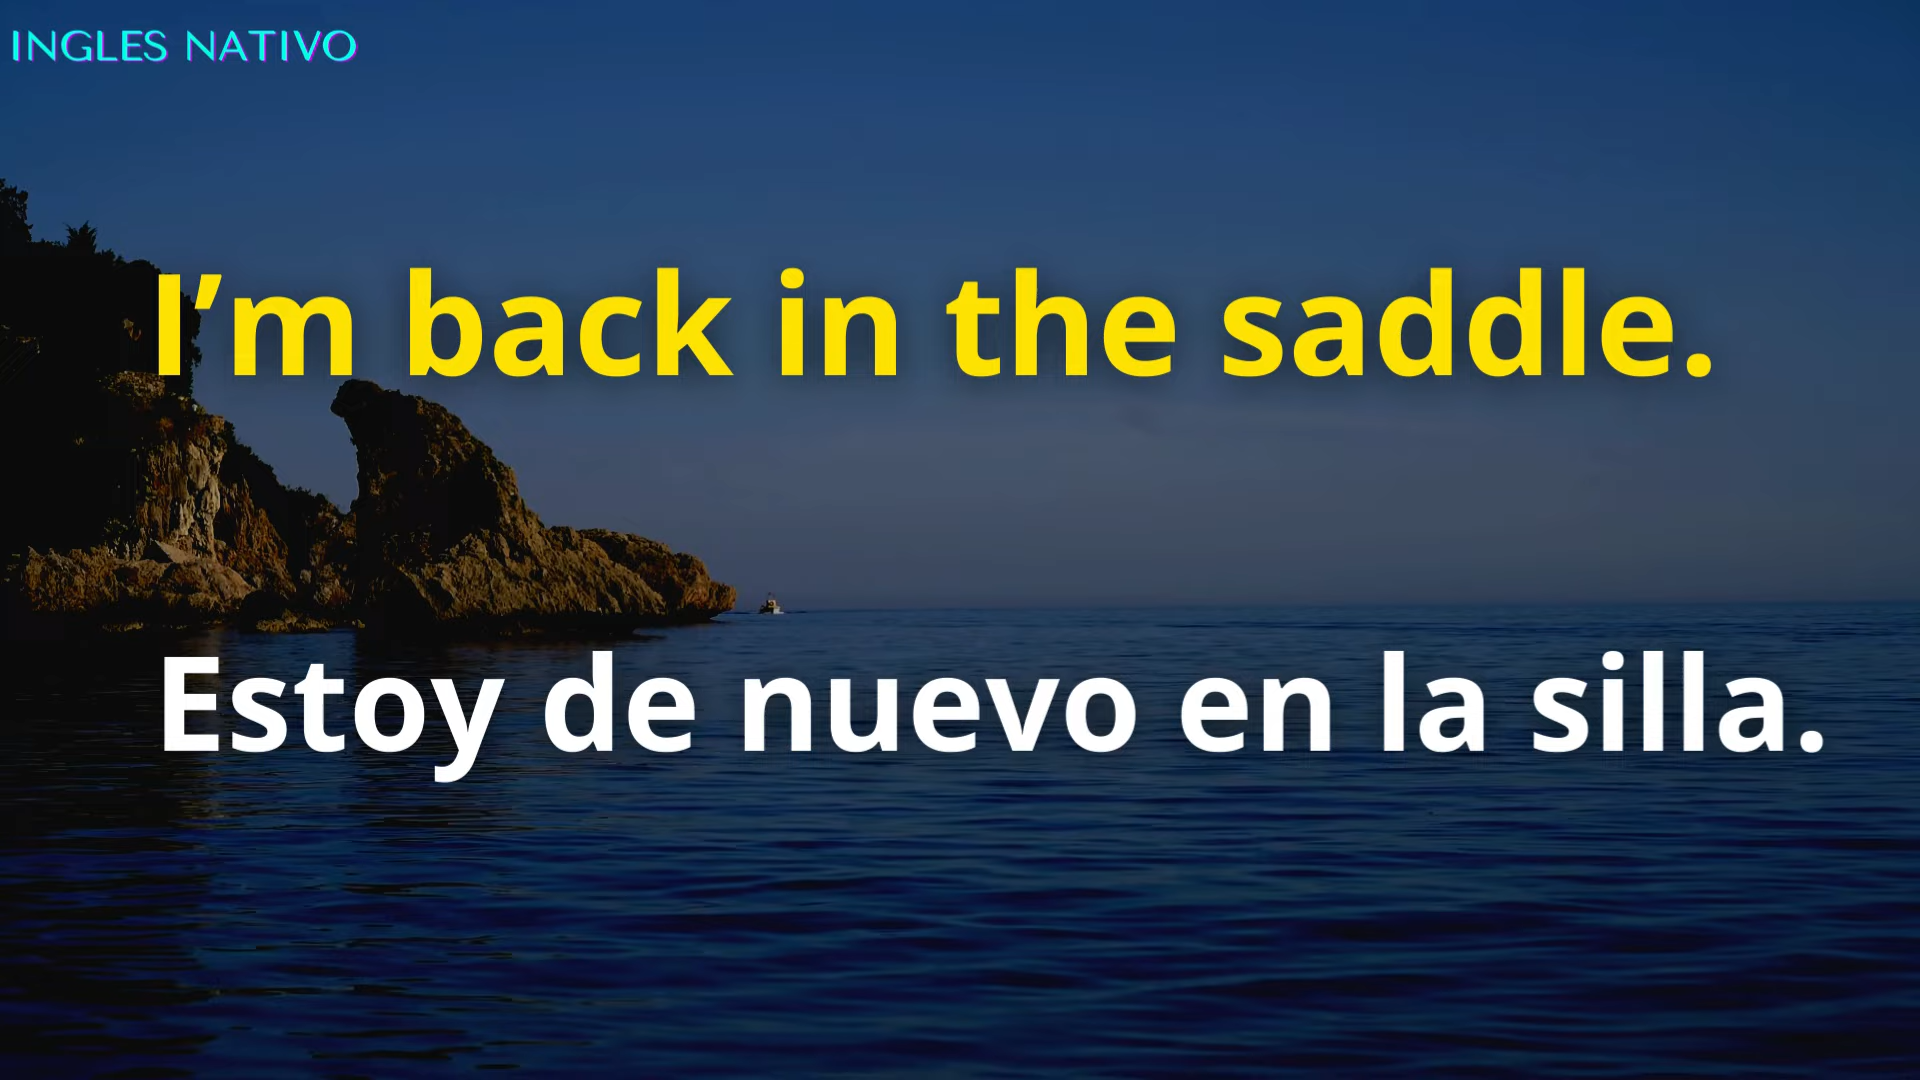 INGLES NATIVO
I’m back in the saddle.
Estoy de nuevo en la silla.